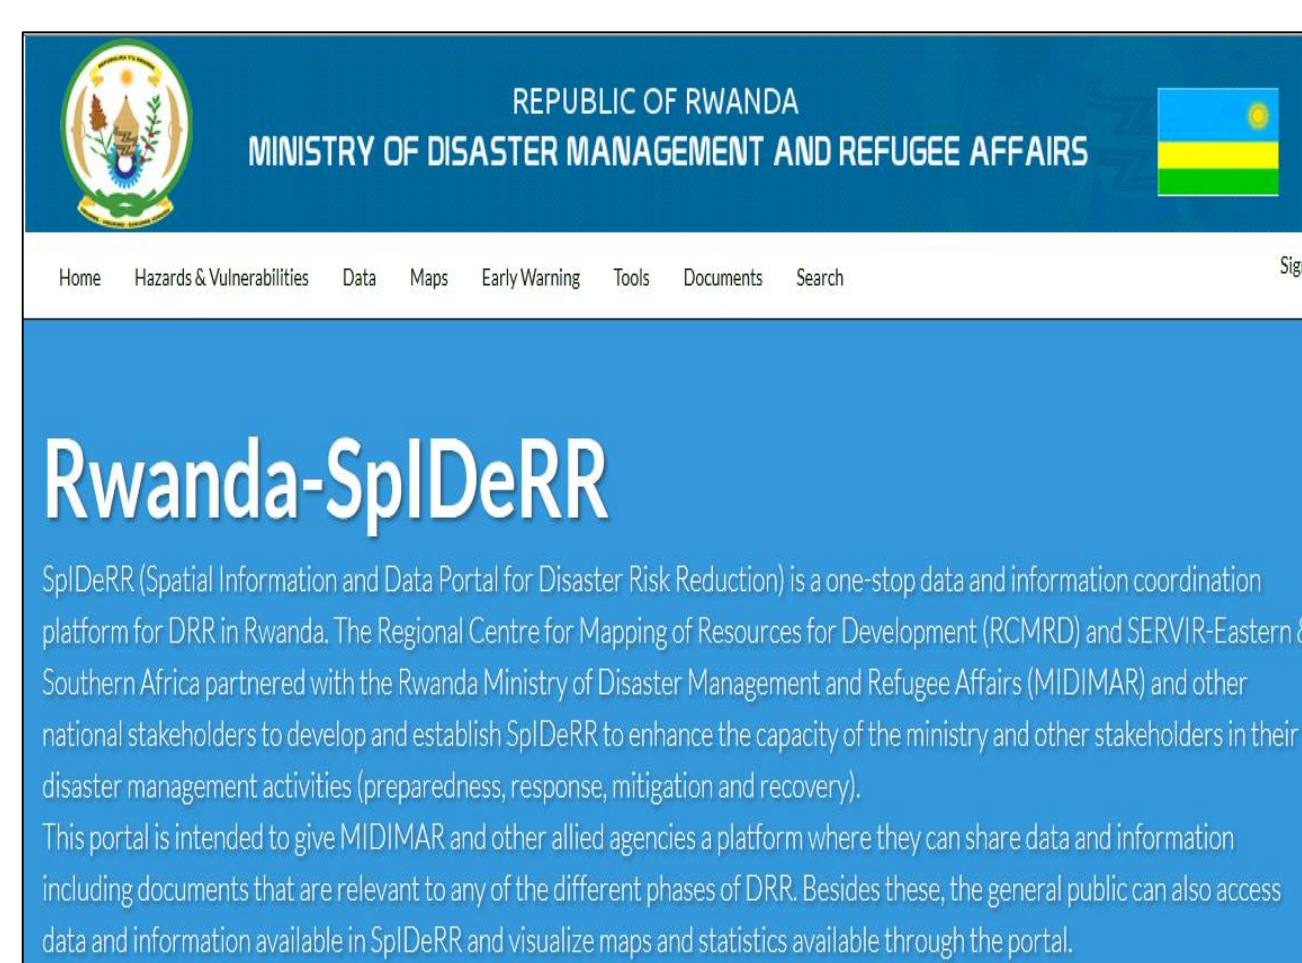 REPUBLIC OF RWANDA
MINISTRY OF DISASTER MANAGEMENT AND REFUGEE AFFAIRS
Home Hazards & Vulnerabilities Data Maps Early Warning Tools Documents Search
Rwanda-SpIDeRR
SpIDeRR (Spatial Information and Data Portal for Disaster Risk Reduction) is a one-stop data and information coordination
platform for DRR in Rwanda. The Regional Centre for Mapping of Resources for Development (RCMRD) and SERVIR-Eastern &
Southern Africa partnered with the Rwanda Ministry of Disaster Management and Refugee Affairs (MIDIMAR) and other
national stakeholders to develop and establish SpIDeRR to enhance the capacity of the ministry and other stakeholders in their
disaster management activities (preparedness, response, mitigation and recovery).
This portal is intended to give MIDIMAR and other allied agencies a platform where they can share data and information
including documents that are relevant to any of the different phases of DRR. Besides these, the general public can also access
data and information available in SpIDeRR and visualize maps and statistics available through the portal.